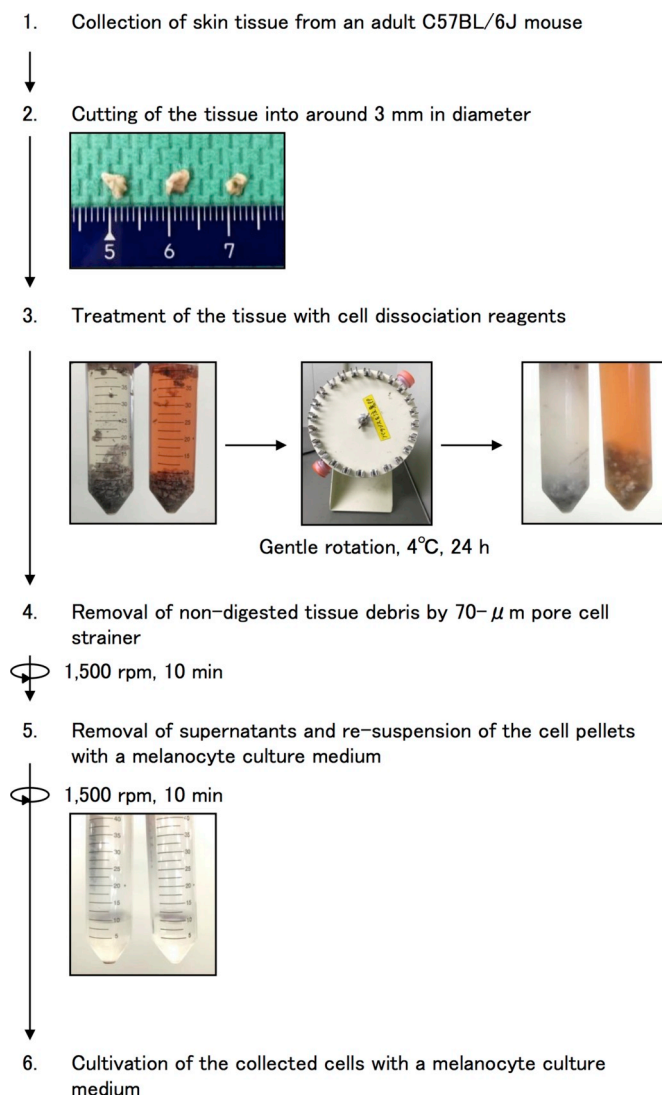 1. Collection of skin tissue from an adult C57BL/6J mouse
2. Cutting of the tissue into around 3 mm in diameter
5 6 7
3. Treatment of the tissue with cell dissociation reagents
Gentle rotation, 4℃, 24 h
4. Removal of non-digested tissue debris by 70-μm pore cell
strainer
1,500 rpm, 10 min
5. Removal of supernatants and re-suspension of the cell pellets
with a melanocyte culture medium
1,500 rpm, 10 min
6. Cultivation of the collected cells with a melanocyte culture
medium